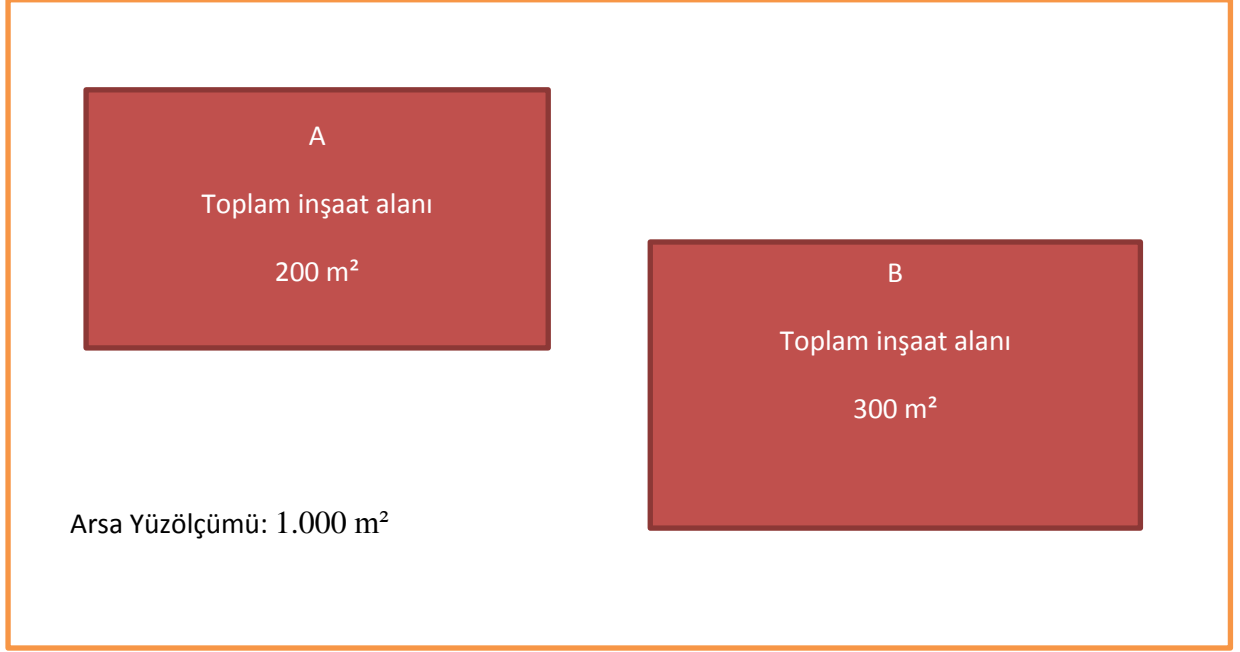 A
Toplam inşaat alanı
200 m²
B
Toplam inşaat alanı
300 m²
Arsa Yüzölçümü: 1.000 m²